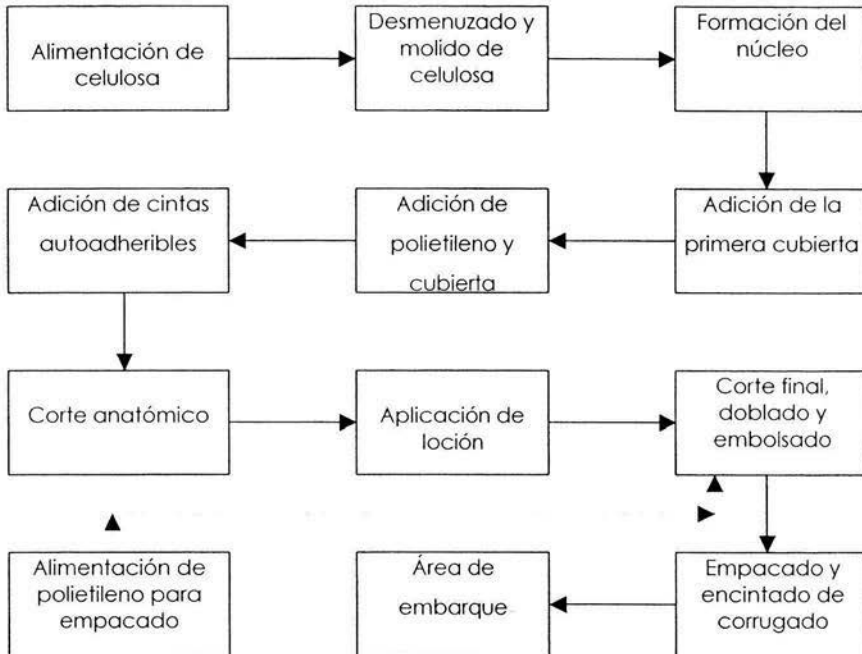 Alimentación de
celulosa
Desmenuzado y
molido de
celulosa
Formación del
núcleo
Adición de cintas
autoadheribles
Adición de
polietileno y
cubierta
Adición de la
primera cubierta
Corte anatómico
Aplicación de
loción
Corte final,
doblado y
embolsado
Alimentación de
polietileno para
empacado
Área de
embarque
Empacado y
encintado de
corrugado